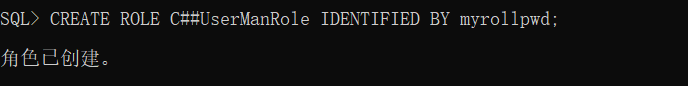 SQL> CREATE ROLE C##UserManRole IDENTIFIED BY myrollpwd;
角色已创建。